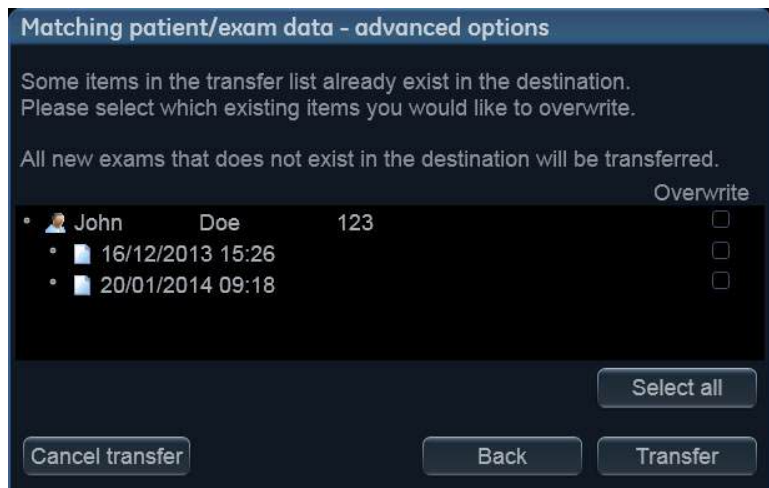 Matching patient/exam data - advanced options
Some items in the transfer list already exist in the destination.
Please select which existing items you would like to overwrite.
All new exams that does not exist in the destination will be transferred.
Overwrite
John Doe 123
16/12/2013 15:26
20/01/2014 09:18
Select all
Cancel transfer Back Transfer